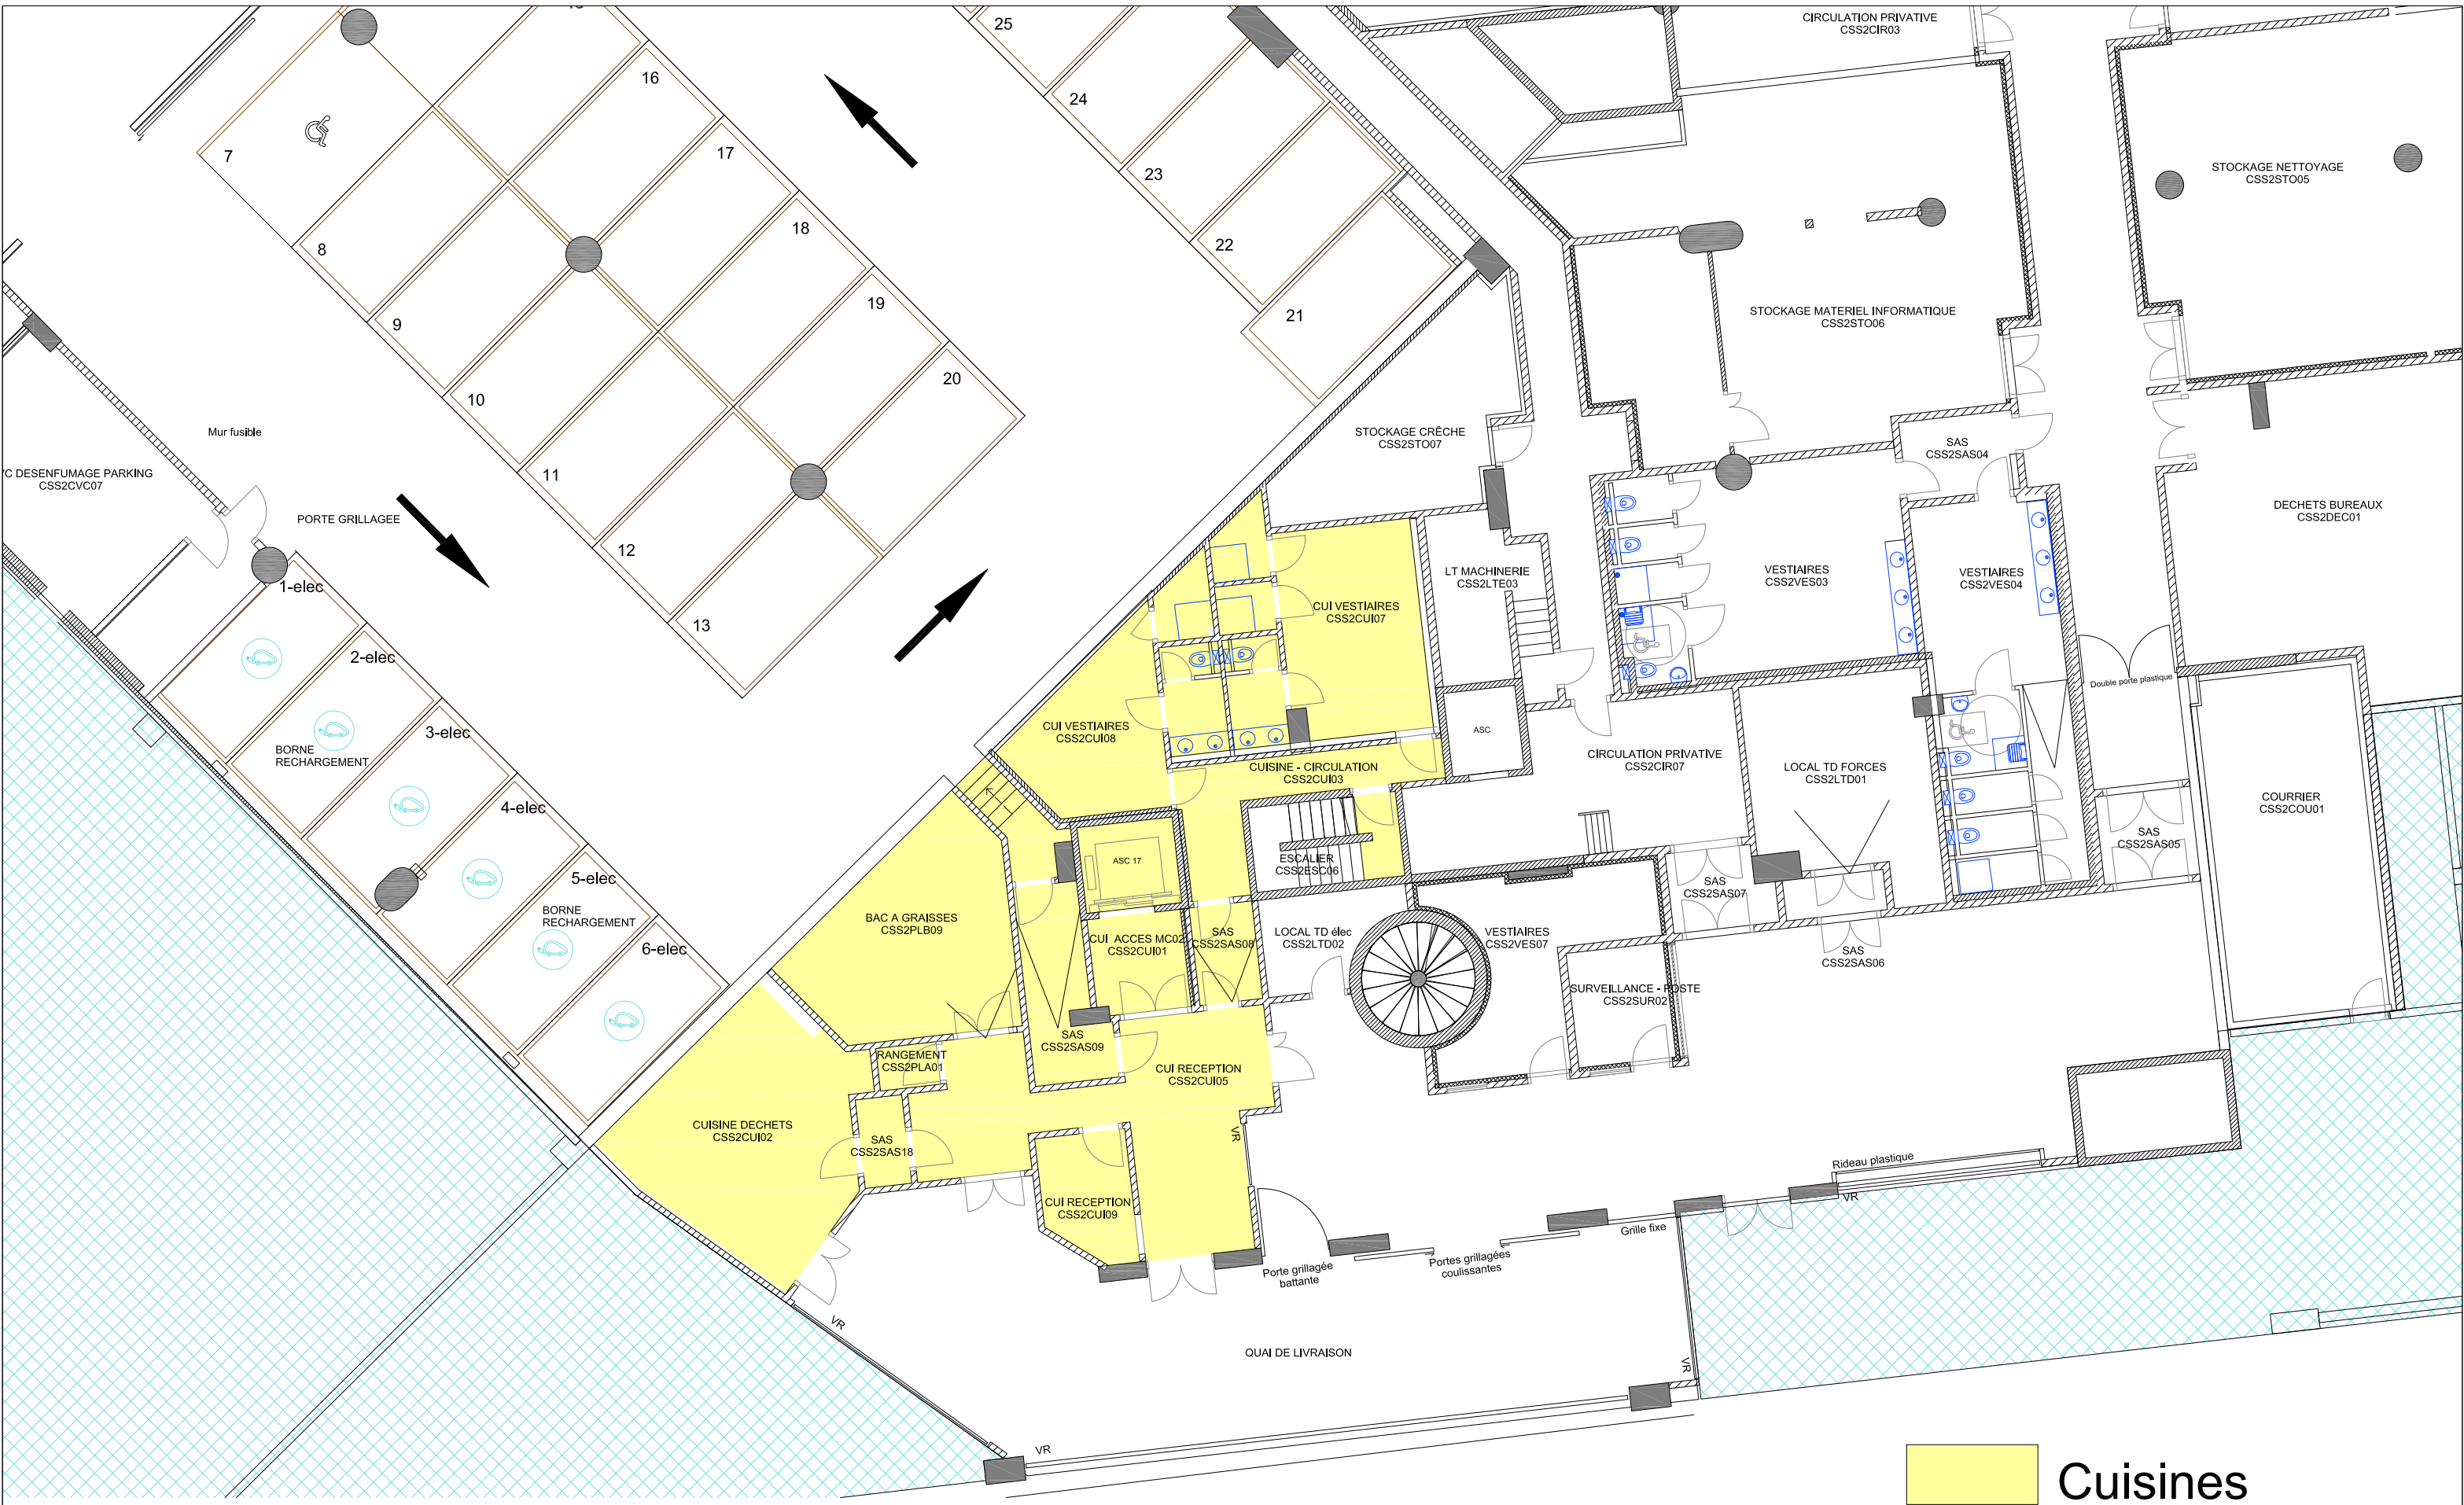 25
24
23
22
21
16
17
18
19
20
7
8
9
10
11
12
13
CIRCULATION PRIVATIVE
CSS2CIR03
STOCKAGE NETTOYAGE
CSS2STO05
STOCKAGE MATERIEL INFORMATIQUE
CSS2STO06
Mur fusible
C DESENFUMAGE PARKING
CSS2CVC07
PORTE GRILLAGEE
STOCKAGE CRÊCHE
CSS2STO07
SAS
CSS2SAS04
DECHETS BUREAUX
CSS2DEC01
LT MACHINERIE
CSS2LTE03
VESTIAIRES
CSS2VES03
VESTIAIRES
CSS2VES04
1-elec
2-elec
3-elec
4-elec
5-elec
6-elec
BORNE
RECHARGEMENT
BORNE
RECHARGEMENT
CUI VESTIAIRES
CSS2CUI07
CUI VESTIAIRES
CSS2CUI08
Double porte plastique
ASC
CUISINE - CIRCULATION
CSS2CUI03
CIRCULATION PRIVATIVE
CSS2CIR07
LOCAL TD FORCES
CSS2LTD01
COURRIER
CSS2COU01
SAS
CSS2SAS05
ASC 17
ESCALIER
CSS2ESC06
SAS
CSS2SAS07
BAC A GRAISSES
CSS2PLB09
CUI ACCES MC02
CSS2CUI01
SAS
CSS2SAS08
LOCAL TD élec
CSS2LTD02
VESTIAIRES
CSS2VES07
SAS
CSS2SAS06
SURVEILLANCE - POSTE
CSS2SUR02
SAS
CSS2SAS09
RANGEMENT
CSS2PLA01
CUI RECEPTION
CSS2CUI05
CUISINE DECHETS
CSS2CUI02
SAS
CSS2SAS18
VR
Rideau plastique
VR
CUI RECEPTION
CSS2CUI09
Grille fixe
Porte grillagée
battante
Portes grillagées
coulissantes
VR
QUAI DE LIVRAISON
VR
VR
Cuisines